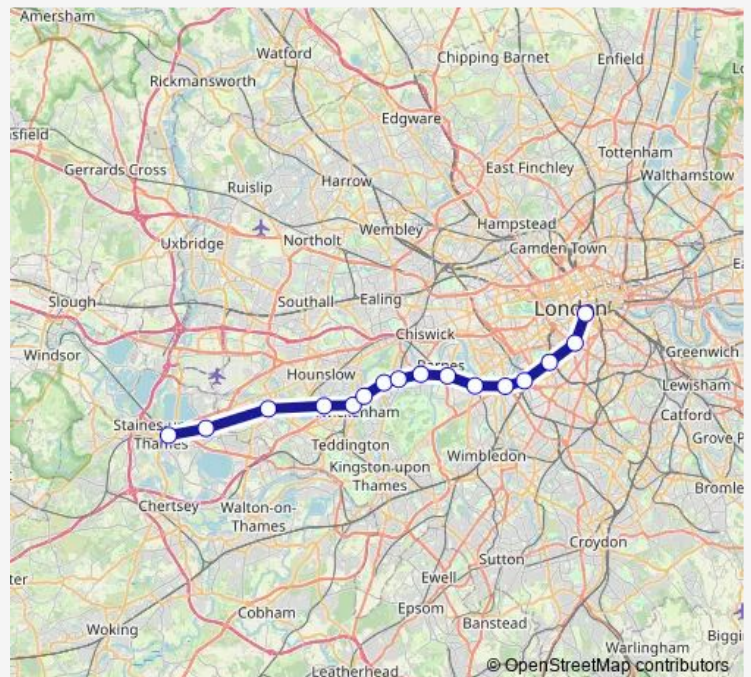 Amersham
Watford
Chipping Barnet
Enfield
Rickmansworth
Edgware
sfield
Tottenham
Gerrards Cross
East Finchley
Walthamstow
Ruislip
Harrow
Wembley
Hampstead
Uxbridge
Northolt
Camden Town
Slough
Southall
Ealing
London
Chiswick
Windsor
Greenwich
Barnes
Hounslow
Lewisham
Staines-u
Thames
wickenham
Catford
Teddington
Grove P
Kingston upon
Thames
Wimbledon
Bromle
Chertsey
Walton-on-
Thames
Croydon
Sutton
ter
Ewell
Cobham
Epsom
Banstead
Woking
Biggi
Warlingham
Leatherhead
© OpenStreetMap contributors